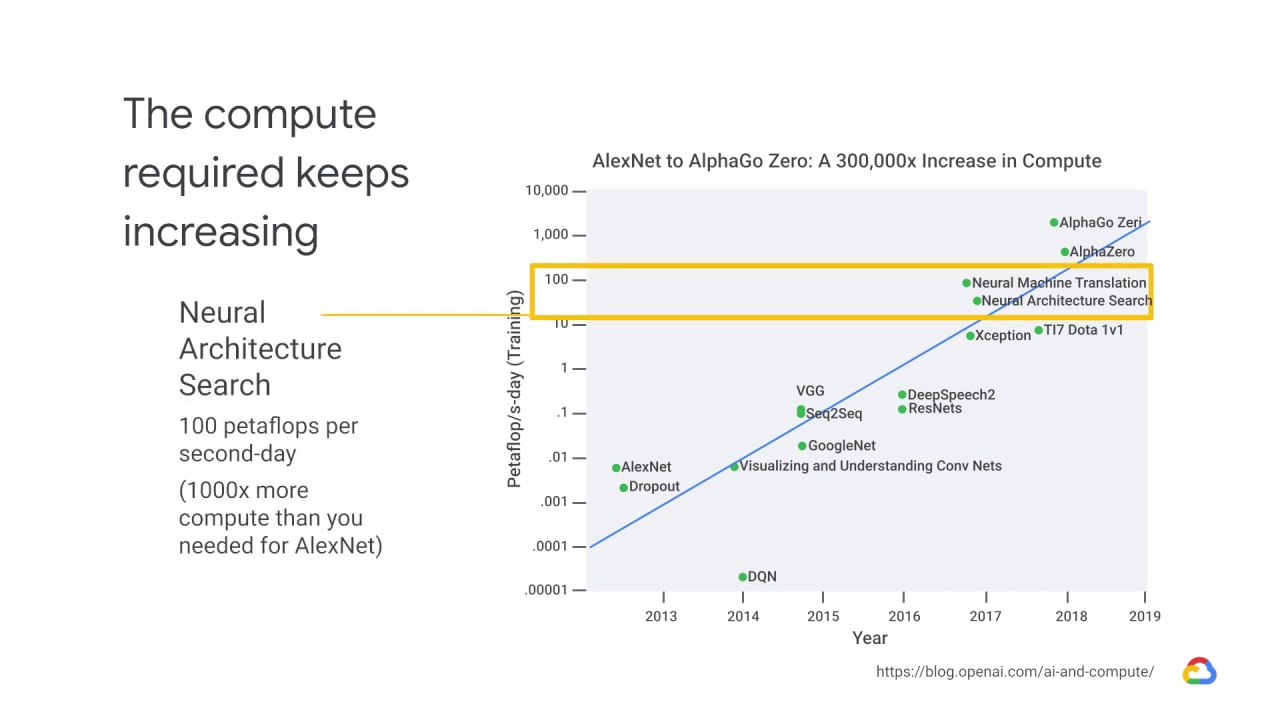 The compute
required keeps
increasing
Neural
Architecture
Search
100 petaflops per
second-day
(1000x more
compute than you
needed for AlexNet)
AlexNet to AlphaGo Zero: A 300,000x Increase in Compute
Petaflop/s-day (Training)
10,000
1,000
100
10
1
.1
.01
.001
.0001
.00001
AlphaGo Zeri
AlphaZero
Neural Machine Translation
Neural Architecture Search
TI7 Dota 1v1
Xception
VGG
DeepSpeech2
Seq2Seq
ResNets
GoogleNet
AlexNet
Visualizing and Understanding Conv Nets
Dropout
DQN
2013 2014 2015 2016 2017 2018 2019
Year
https://blog.openai.com/ai-and-compute/